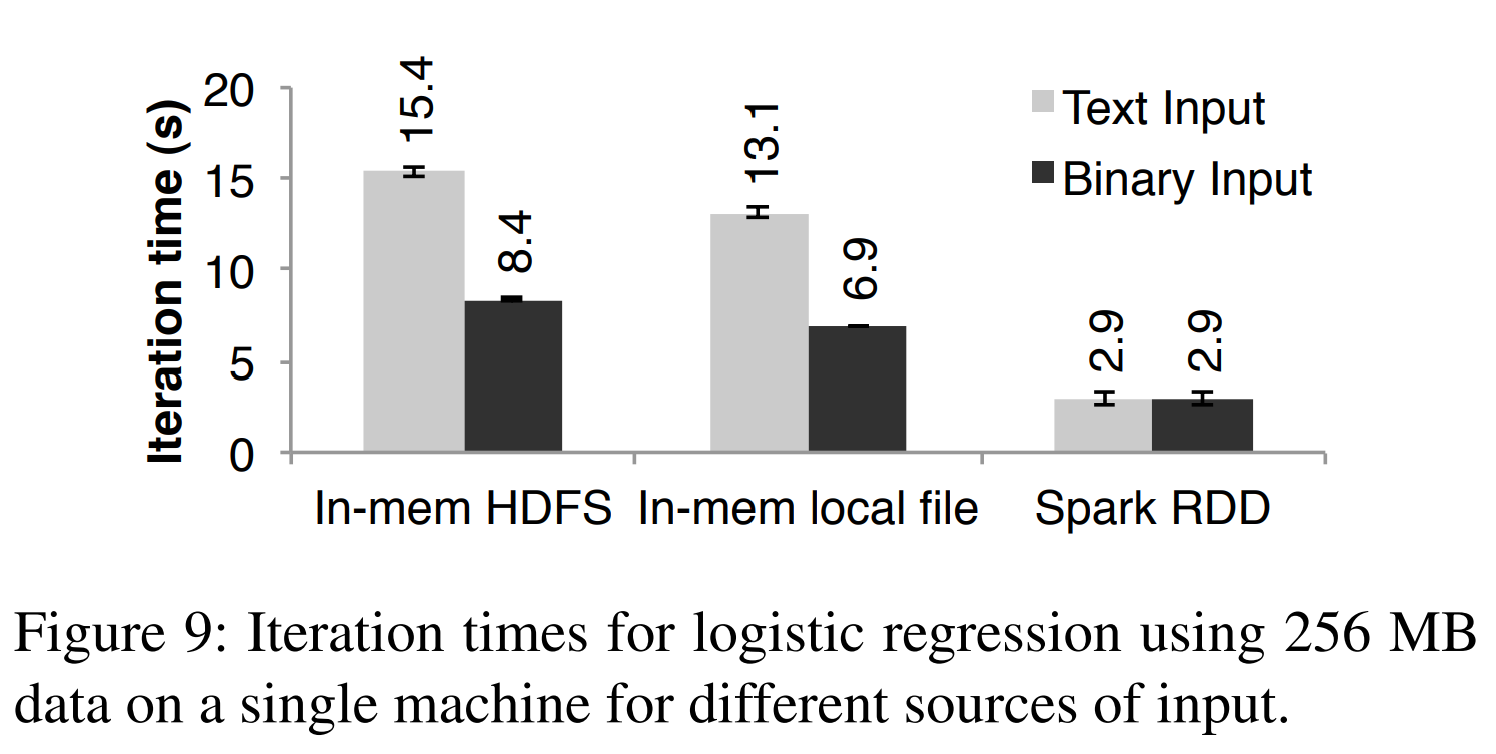 Iteration time (s)
20
15
10
5
0
15.4
8.4
13.1
6.9
2.9
2.9
Text Input
Binary Input
In-mem HDFS
In-mem local file
Spark RDD
Figure 9: Iteration times for logistic regression using 256 MB
data on a single machine for different sources of input.